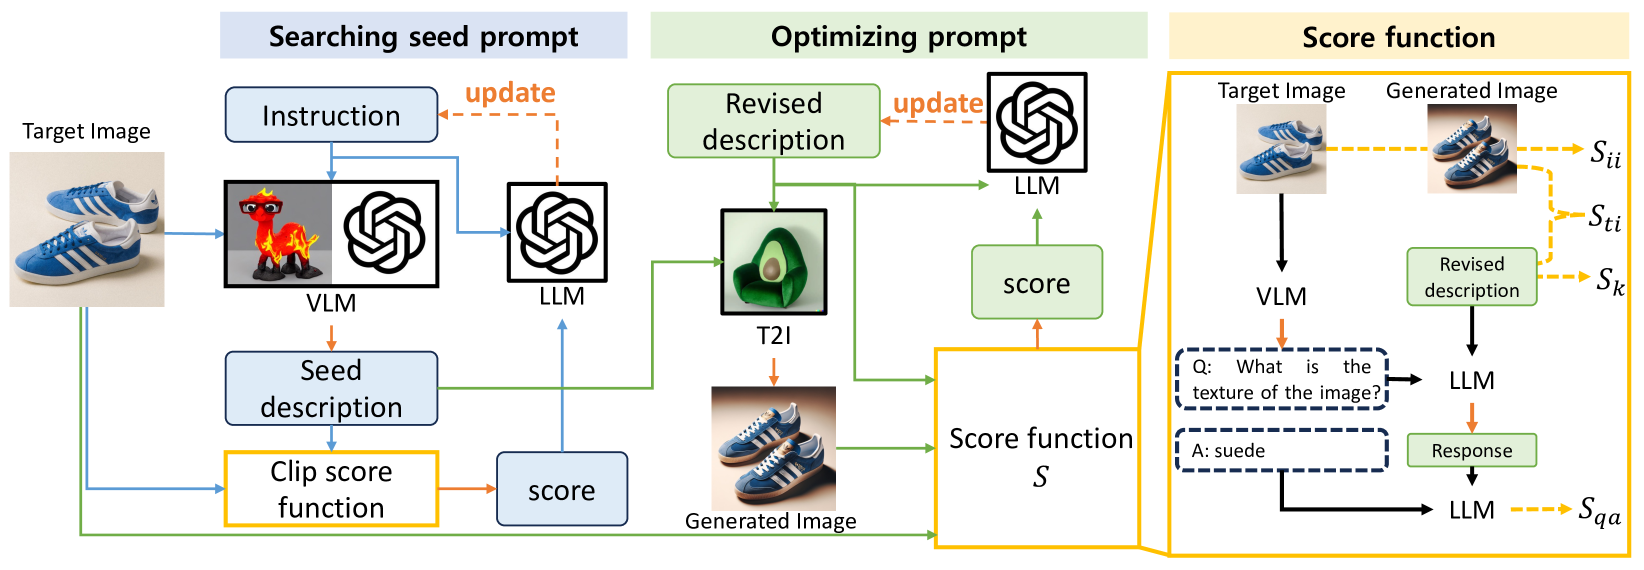 Searching seed prompt
Optimizing prompt
Score function
Target Image
Instruction
update
VLM
LLM
Seed
description
Clip score
function
score
Revised
description
update
LLM
T2I
Generated Image
score
Score function
S
Target Image
Generated Image
S_{ii}
S_{ti}
Revised
description
S_k
VLM
Q: What is the
texture of the image?
LLM
A: suede
Response
LLM
S_{qa}